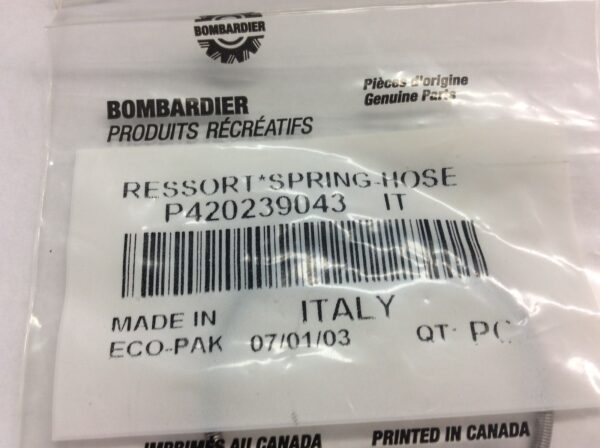 BOMBARDIER
Pièces d'origine
Genuine Parts
BOMBARDIER
PRODUITS RÉCRÉATIFS
RESSORT*SPRING-HOSE
P420239043 IT
MADE IN ITALY
ECO-PAK 07/01/03 QT: PC
IMPRIMÉS AU CANADA
PRINTED IN CANADA